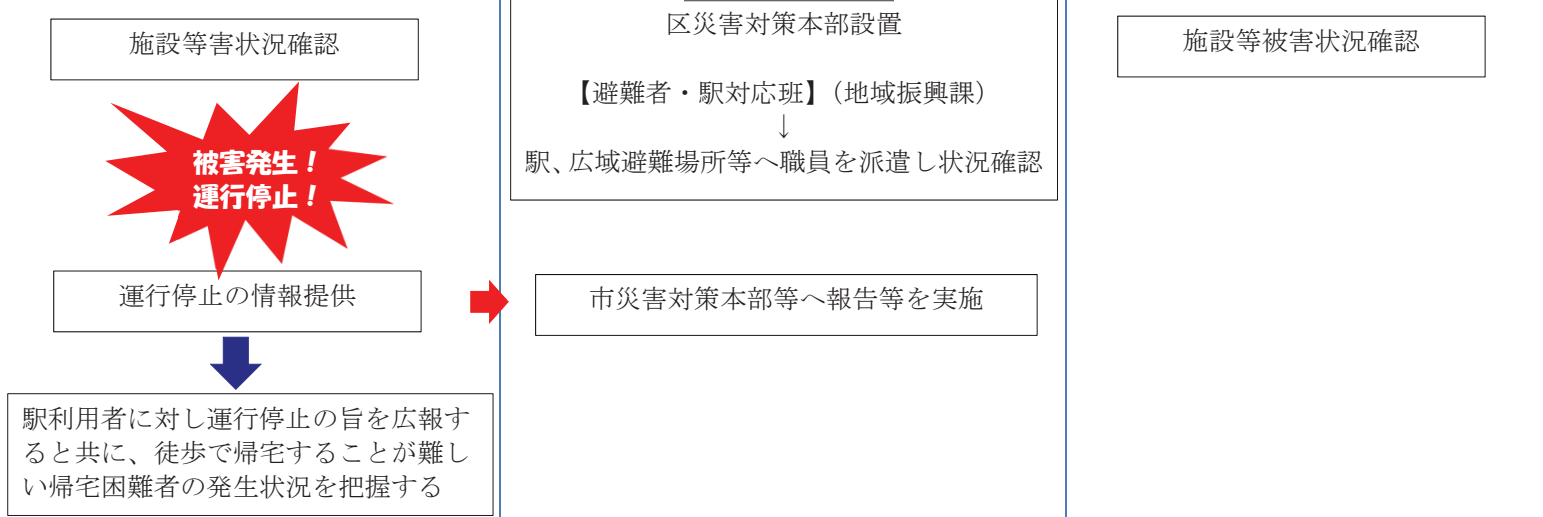 施設等害状況確認
被害発生！
運行停止！
運行停止の情報提供
駅利用者に対し運行停止の旨を広報す
ると共に、徒歩で帰宅することが難し
い帰宅困難者の発生状況を把握する
区災害対策本部設置
【避難者・駅対応班】（地域振興課）
↓
駅、広域避難場所等へ職員を派遣し状況確認
市災害対策本部等へ報告等を実施
施設等被害状況確認